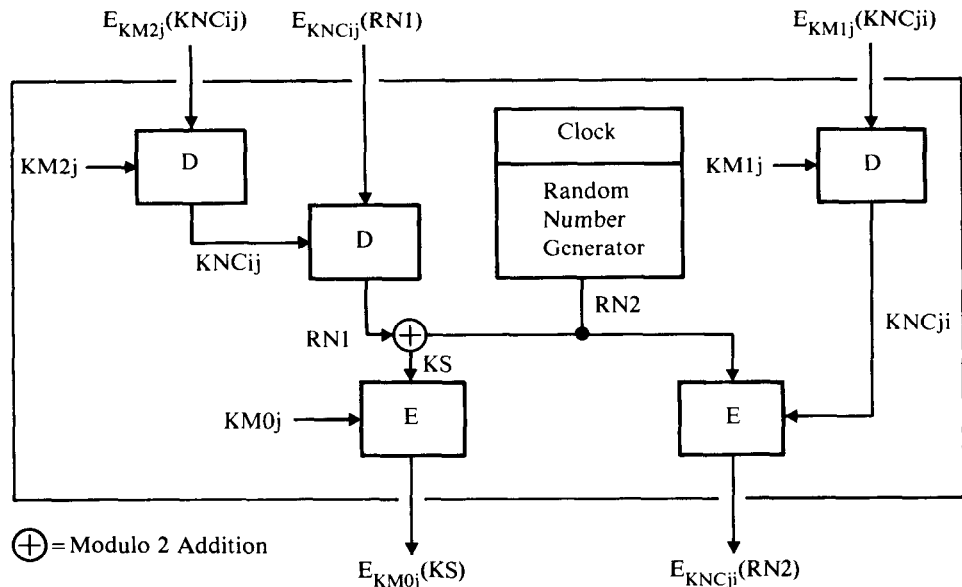 E_KM2j(KNCij)
E_KNCij(RN1)
E_KM1j(KNCji)
KM2j
D
Clock
KM1j
D
Random
Number
Generator
D
KNCij
RN2
RN1
+
KS
KNCji
KM0j
E
E
+ = Modulo 2 Addition
E_KM0j(KS)
E_KNCji(RN2)